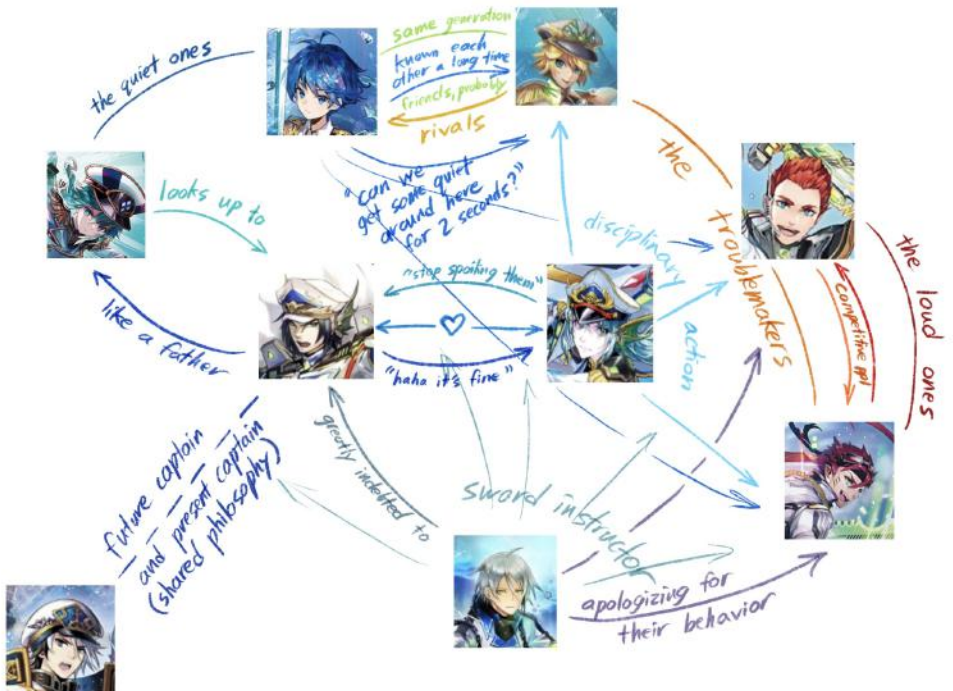 same generation
known each
other a long time
friends, probably
rivals
the quiet ones
the
troublemakers
looks up to
"can we
get some quiet
around here
for 2 seconds?"
disciplinary
action
the loud ones
"stop spoiling them"
competitive ppl
like a father
"haha it's fine"
future captain
and present captain
(shared philosophy)
greatly indebted to
sword instructor
apologizing for
their behavior